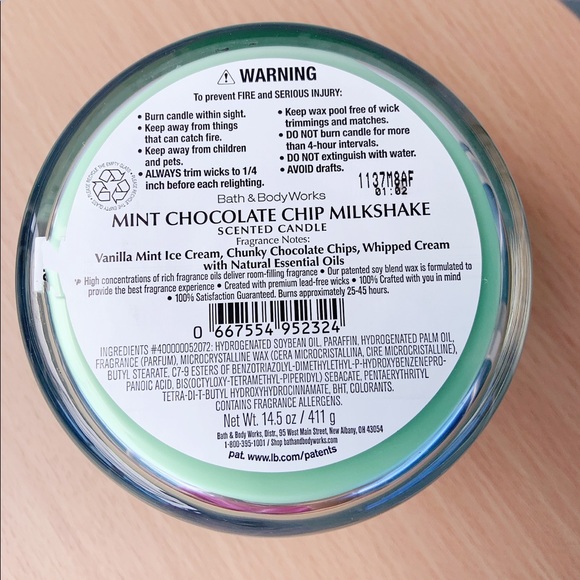 ⚠ WARNING
To prevent FIRE and SERIOUS INJURY:
• Burn candle within sight.
• Keep away from things
that can catch fire.
• Keep away from children
and pets.
• ALWAYS trim wicks to 1/4
inch before each relighting.
• Keep wax pool free of wick
trimmings and matches.
• DO NOT burn candle for more
than 4-hour intervals.
• DO NOT extinguish with water.
• AVOID drafts.
PLEASE RECYCLE THE EMPTY GLASS
1137M8AF
01:02
Bath & Body Works
MINT CHOCOLATE CHIP MILKSHAKE
SCENTED CANDLE
Fragrance Notes:
Vanilla Mint Ice Cream, Chunky Chocolate Chips, Whipped Cream
with Natural Essential Oils
• High concentrations of rich fragrance oils deliver room-filling fragrance • Our patented soy blend wax is formulated to
provide the best fragrance experience • Created with premium lead-free wicks • 100% Crafted with you in mind
• 100% Satisfaction Guaranteed. Burns approximately 25-45 hours.
0 667554 952324
INGREDIENTS #400000052072: HYDROGENATED SOYBEAN OIL, PARAFFIN, HYDROGENATED PALM OIL,
FRAGRANCE (PARFUM), MICROCRYSTALLINE WAX (CERA MICROCRISTALLINA, CIRE MICROCRISTALLINE),
C7-9 ESTERS OF BENZOTRIAZOLYL-DIMETHYLETHYL-P-HYDROXYBENZENEPRO-
BUTYL STEARATE,
PANOIC ACID, BIS(OCTYLOXY-TETRAMETHYL-PIPERIDYL) SEBACATE, PENTAERYTHRITYL
TETRA-DI-T-BUTYL HYDROXYHYDROCINNAMATE, BHT, COLORANTS.
CONTAINS FRAGRANCE ALLERGENS.
Net Wt. 14.5 oz / 411 g
Bath & Body Works, Distr., 95 West Main Street, New Albany, OH 43054
1-800-395-1001 / Shop bathandbodyworks.com
pat. www.lb.com/patents